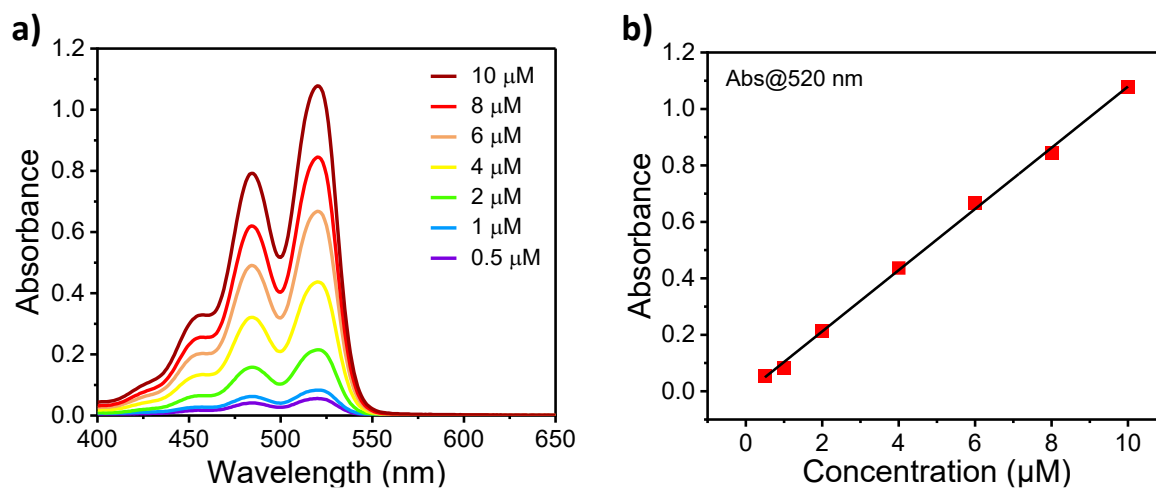 a)
1.2
1.0
0.8
0.6
0.4
0.2
0.0
Absorbance
400
450
500
550
600
650
Wavelength (nm)
10 μM
8 μM
6 μM
4 μM
2 μM
1 μM
0.5 μM
b)
1.2
1.0
0.8
0.6
0.4
0.2
0.0
Absorbance
Abs@520 nm
0
2
4
6
8
10
Concentration (μM)